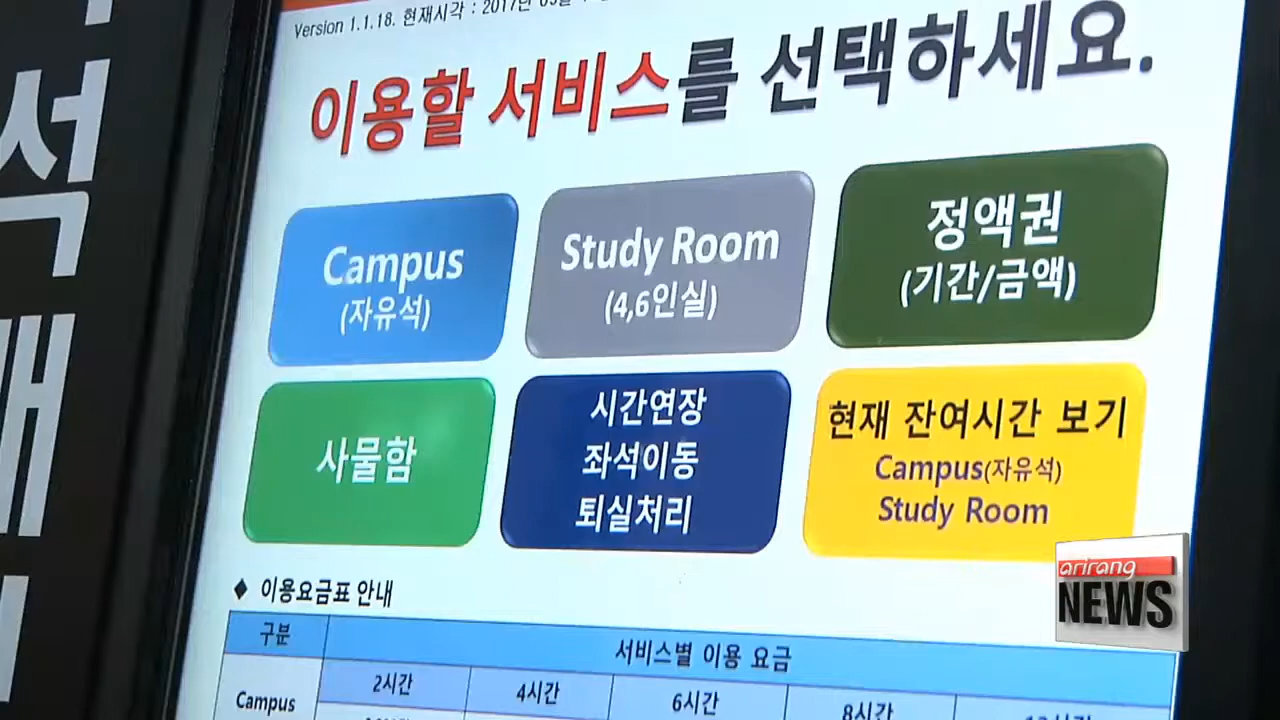 Version 1.1.18. 현재시각 : 2017년
이용할 서비스를 선택하세요.
Campus
(자유석)
Study Room
(4,6인실)
정액권
(기간/금액)
사물함
시간연장
좌석이동
퇴실처리
현재 잔여시간 보기
Campus(자유석)
Study Room
◆ 이용요금표 안내
구분
서비스별 이용 요금
Campus
2시간
4시간
6시간
8시간
석
arirang
NEWS